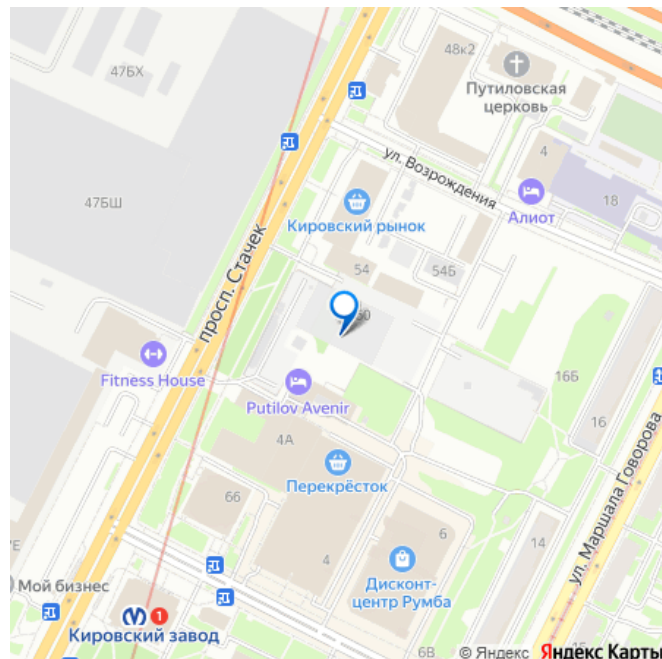 48к2
47БХ
Путиловская
церковь
ул. Возрождения
4
18
Алиот
47БШ
Кировский рынок
просп. Стачек
54
54Б
Fitness House
Putilov Avenir
16Б
16
4А
Перекрёсток
ул. Маршала Говорова
66
6
14
4
Дисконт-
центр Румба
Мой бизнес
1
Кировский завод
6В
© Яндекс Яндекс Карты